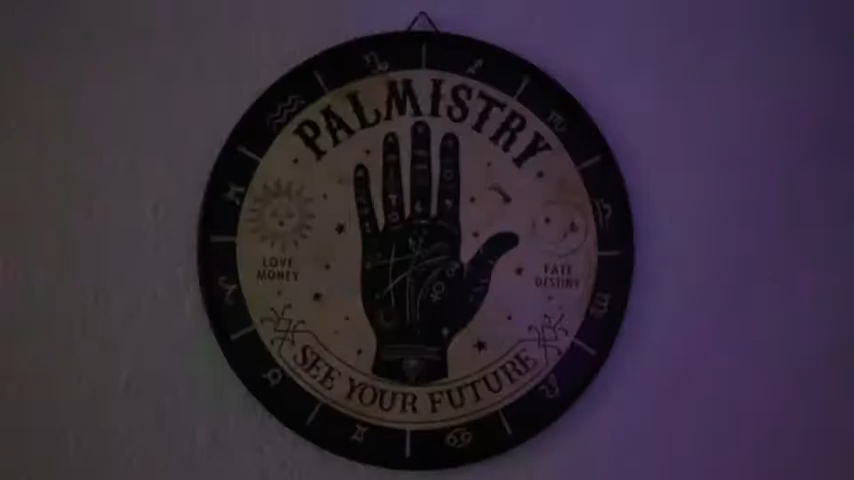 PALMISTRY
LOVE
MONEY
FATE
DESTINY
SEE YOUR FUTURE